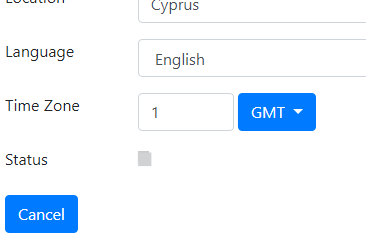 Location
Cyprus
Language
English
Time Zone
1
GMT
Status
Cancel